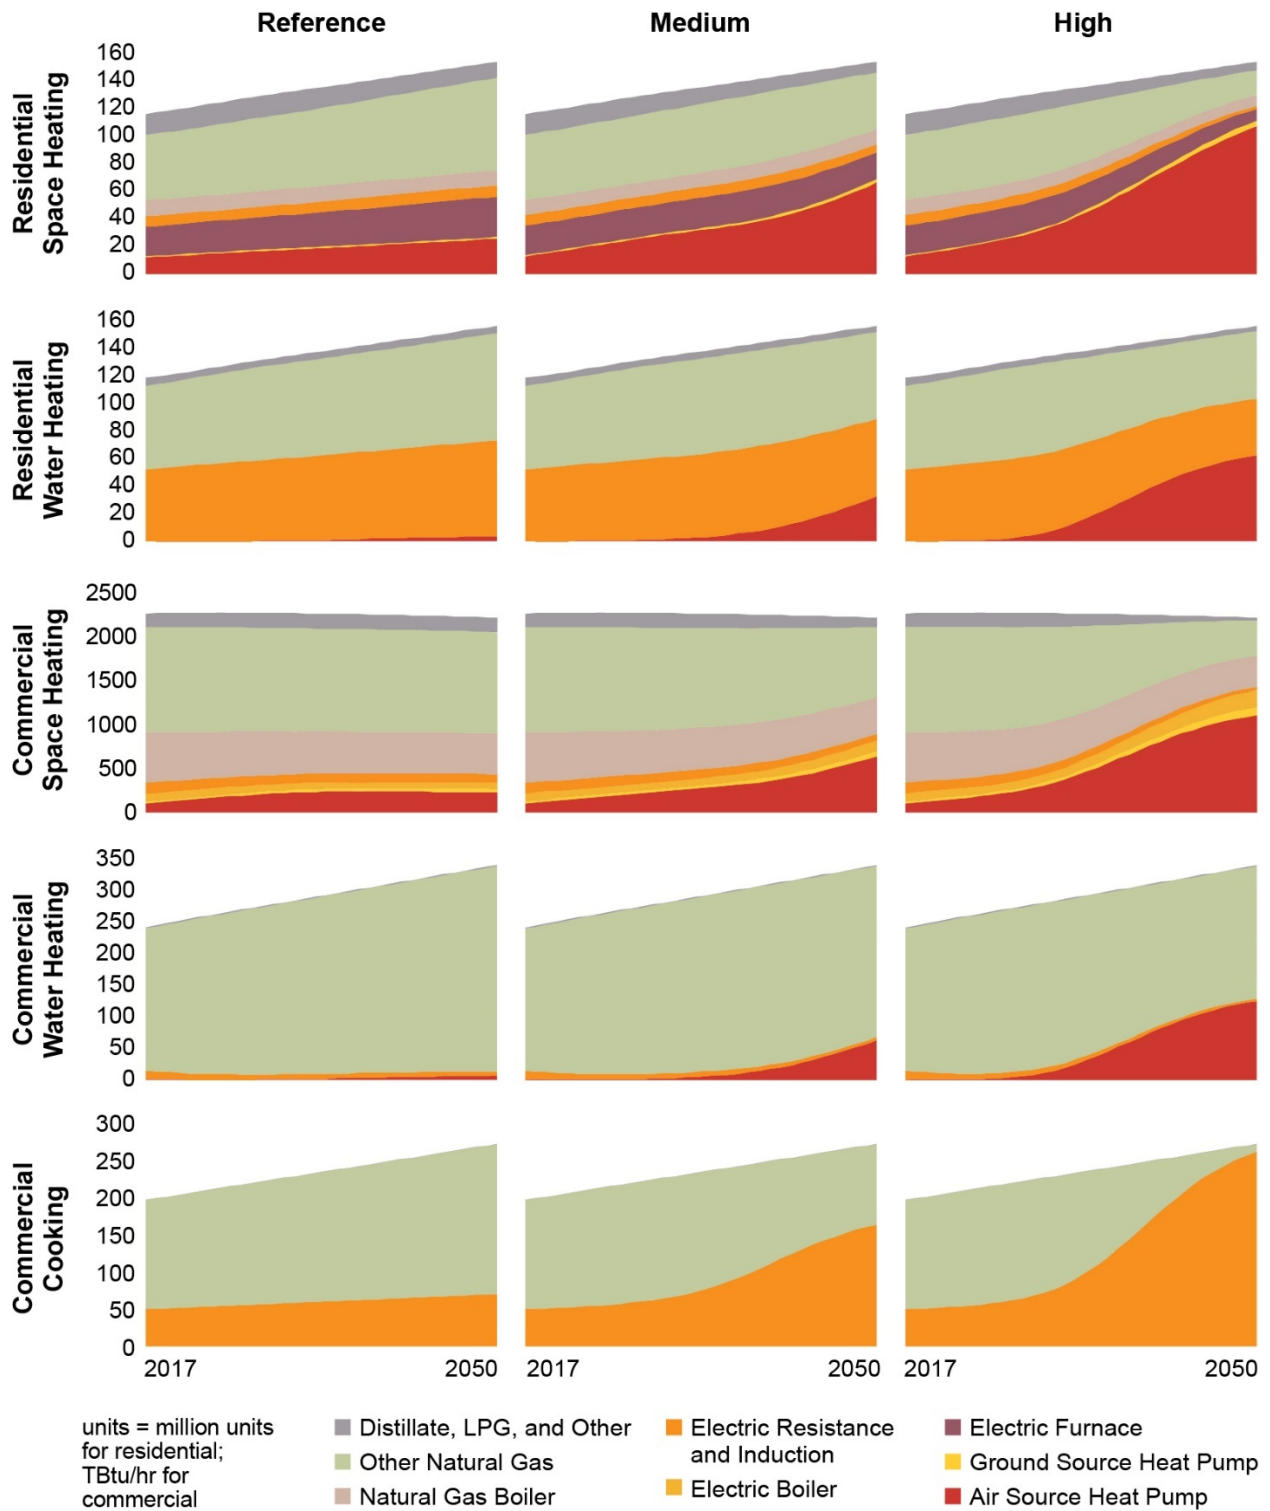 Reference Medium High
Residential
Space Heating
160
140
120
100
80
60
40
20
0
Residential
Water Heating
160
140
120
100
80
60
40
20
0
Commercial
Space Heating
2500
2000
1500
1000
500
0
Commercial
Water Heating
350
300
250
200
150
100
50
0
Commercial
Cooking
300
250
200
150
100
50
0
2017 2050 2017 2050 2017 2050
units = million units
for residential;
TBtu/hr for
commercial
Distillate, LPG, and Other
Other Natural Gas
Natural Gas Boiler
Electric Resistance
and Induction
Electric Boiler
Electric Furnace
Ground Source Heat Pump
Air Source Heat Pump